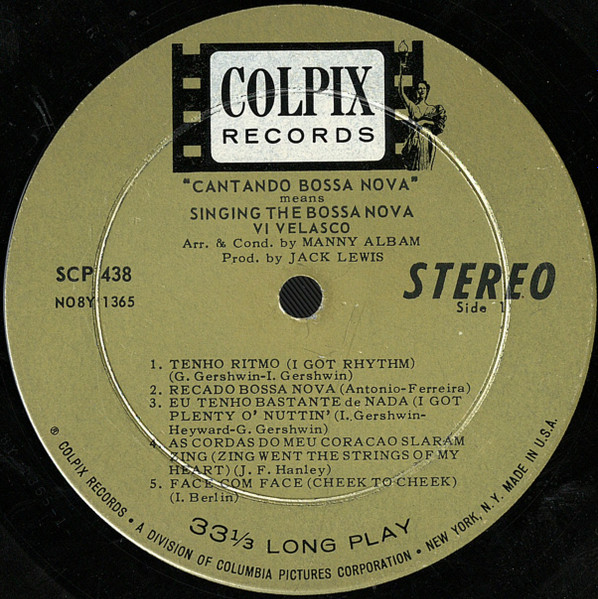 COLPIX
RECORDS
"CANTANDO BOSSA NOVA"
means
SINGING THE BOSSA NOVA
VI VELASCO
Arr. & Cond. by MANNY ALBAM
Prod. by JACK LEWIS
SCP 438
NO8Y 1365
STEREO
Side 1
1. TENHO RITMO (I GOT RHYTHM)
(G. Gershwin-I. Gershwin)
2. RECADO BOSSA NOVA (Antonio-Ferreira)
3. EU TENHO BASTANTE de NADA (I GOT
PLENTY O' NUTTIN' (I. Gershwin-
Heyward-G. Gershwin)
4. AS CORDAS DO MEU CORACAO SLARAM
ZING (ZING WENT THE STRINGS OF MY
HEART) (J. F. Hanley)
5. FACE COM FACE (CHEEK TO CHEEK)
(I. Berlin)
33 1/3 LONG PLAY
℗ COLPIX RECORDS • A DIVISION OF COLUMBIA PICTURES CORPORATION • NEW YORK, N.Y. MADE IN U.S.A.